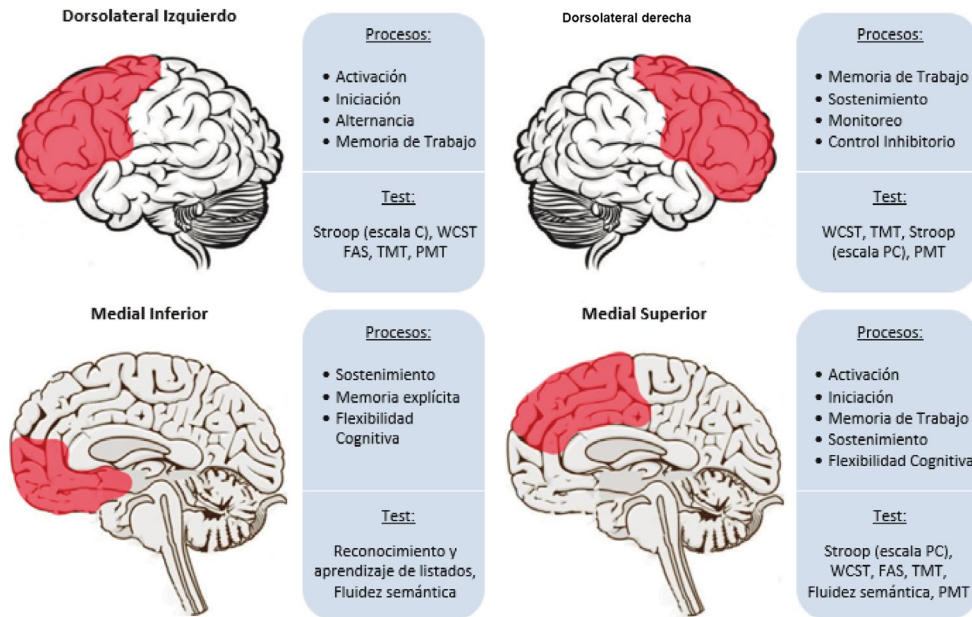 Dorsolateral Izquierdo
Procesos:
• Activación
• Iniciación
• Alternancia
• Memoria de Trabajo
Test:
Stroop (escala C), WCST
FAS, TMT, PMT
Dorsolateral derecha
Procesos:
• Memoria de Trabajo
• Sostenimiento
• Monitoreo
• Control Inhibitorio
Test:
WCST, TMT, Stroop
(escala PC), PMT
Medial Inferior
Procesos:
• Sostenimiento
• Memoria explícita
• Flexibilidad
Cognitiva
Test:
Reconocimiento y
aprendizaje de listados,
Fluidez semántica
Medial Superior
Procesos:
• Activación
• Iniciación
• Memoria de Trabajo
• Sostenimiento
• Flexibilidad Cognitiva
Test:
Stroop (escala PC),
WCST, FAS, TMT,
Fluidez semántica, PMT